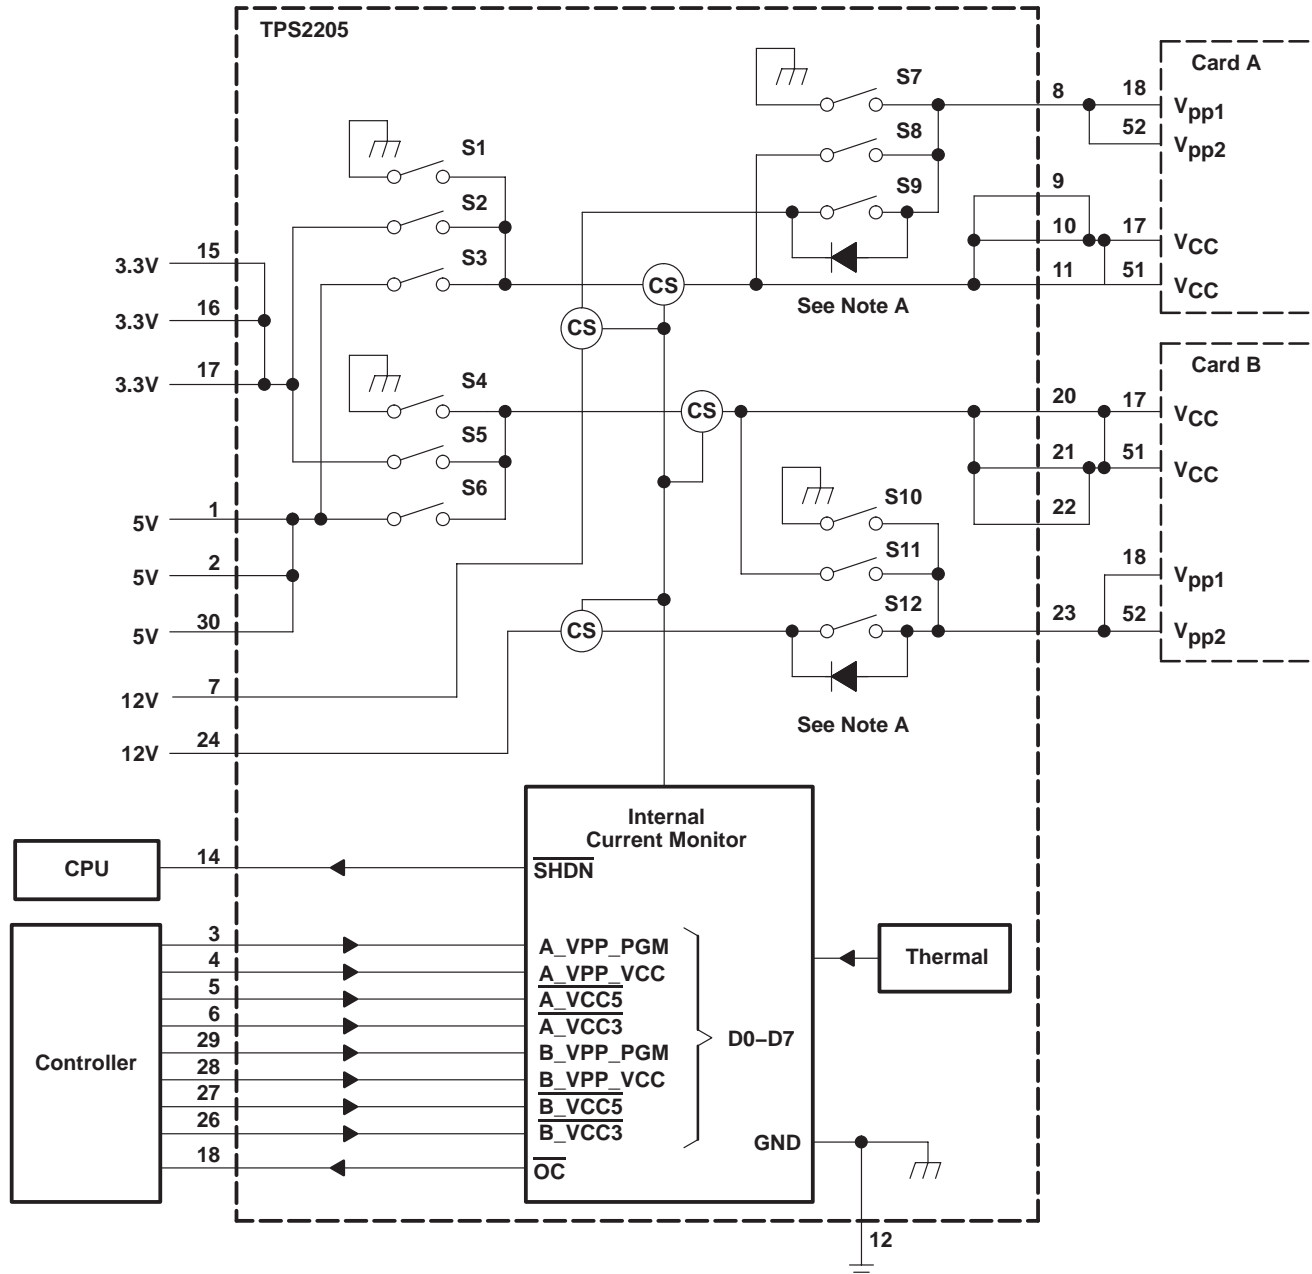 TPS2205
Card A
S7
8
18
Vpp1
S8
52
Vpp2
S1
S9
9
S2
10
17
VCC
S3
11
51
VCC
3.3V
15
CS
See Note A
3.3V
16
CS
3.3V
17
Card B
S4
CS
20
17
VCC
S5
21
51
VCC
S6
S10
22
5V
1
S11
18
Vpp1
5V
2
S12
23
52
Vpp2
5V
30
CS
12V
7
See Note A
12V
24
Internal
Current Monitor
CPU
14
SHDN
3
A_VPP_PGM
4
A_VPP_VCC
Thermal
5
A_VCC5
6
A_VCC3
Controller
29
B_VPP_PGM
D0–D7
28
B_VPP_VCC
27
B_VCC5
26
B_VCC3
GND
18
OC
12